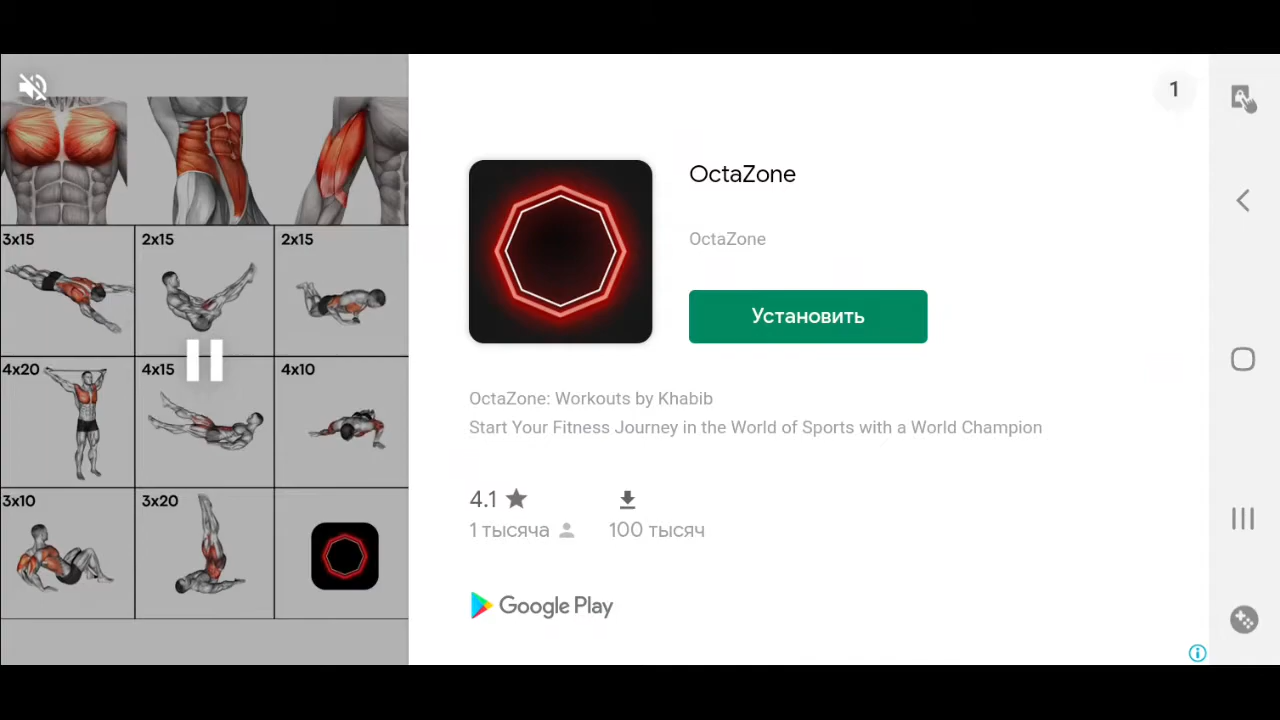 3x15
2x15
2x15
4x20
4x15
4x10
3x10
3x20
1
OctaZone
OctaZone
Установить
OctaZone: Workouts by Khabib
Start Your Fitness Journey in the World of Sports with a World Champion
4.1
1 тысяча
100 тысяч
Google Play